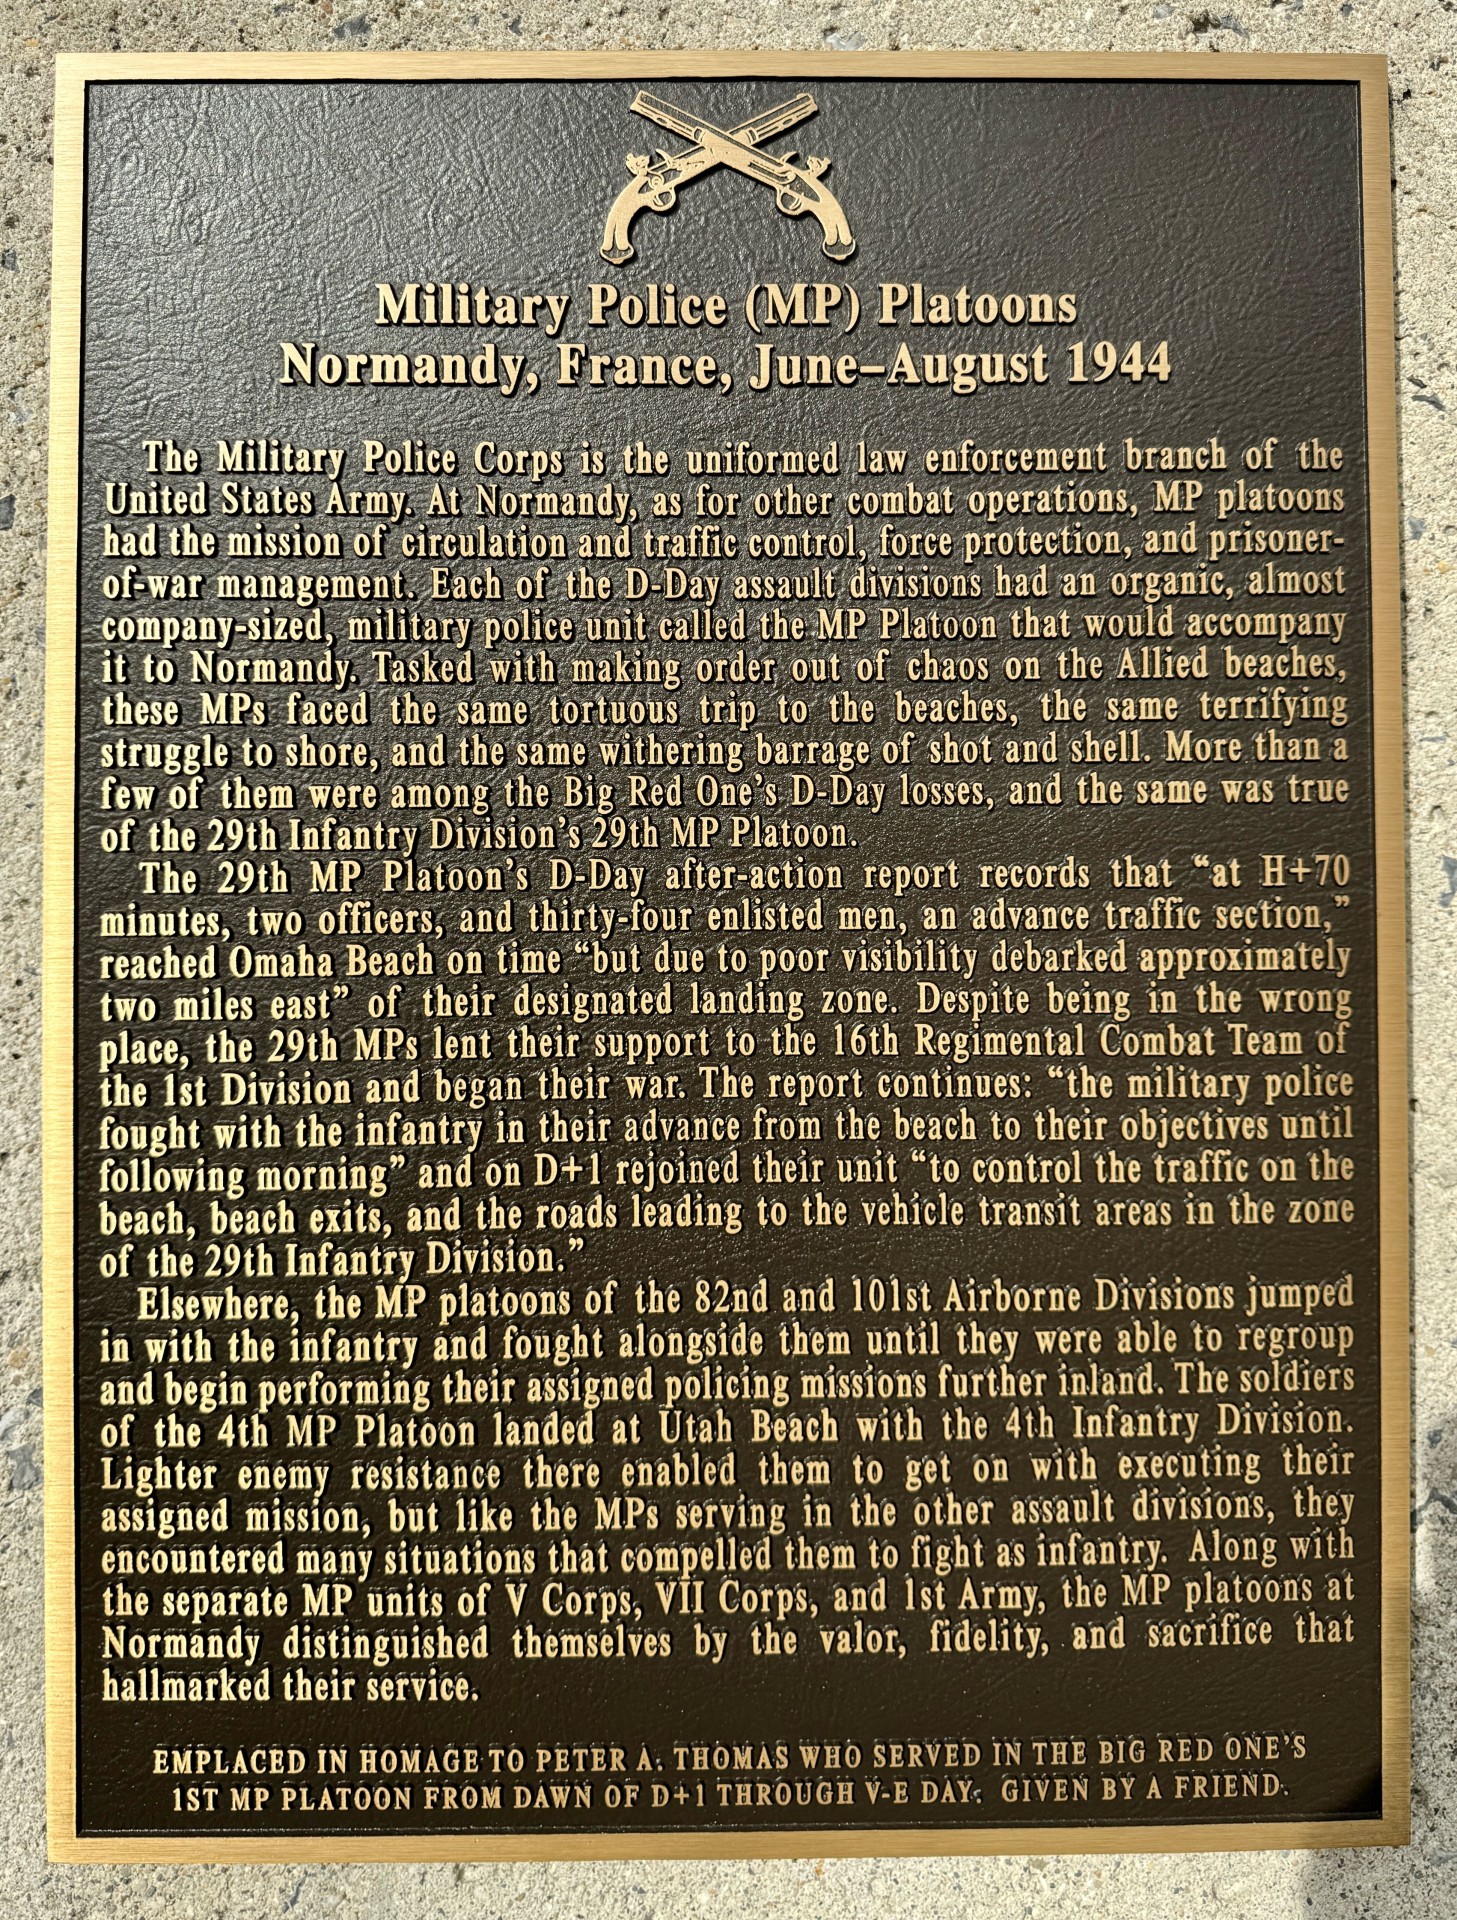 Military Police (MP) Platoons
Normandy, France, June–August 1944
The Military Police Corps is the uniformed law enforcement branch of the
United States Army. At Normandy, as for other combat operations, MP platoons
had the mission of circulation and traffic control, force protection, and prisoner-
of-war management. Each of the D-Day assault divisions had an organic, almost
company-sized, military police unit called the MP Platoon that would accompany
it to Normandy. Tasked with making order out of chaos on the Allied beaches,
these MPs faced the same tortuous trip to the beaches, the same terrifying
struggle to shore, and the same withering barrage of shot and shell. More than a
few of them were among the Big Red One's D-Day losses, and the same was true
of the 29th Infantry Division's 29th MP Platoon.
The 29th MP Platoon's D-Day after-action report records that “at H+70
minutes, two officers, and thirty-four enlisted men, an advance traffic section,”
reached Omaha Beach on time “but due to poor visibility debarked approximately
two miles east” of their designated landing zone. Despite being in the wrong
place, the 29th MPs lent their support to the 16th Regimental Combat Team of
the 1st Division and began their war. The report continues: “the military police
fought with the infantry in their advance from the beach to their objectives until
following morning” and on D+1 rejoined their unit “to control the traffic on the
beach, beach exits, and the roads leading to the vehicle transit areas in the zone
of the 29th Infantry Division.”
Elsewhere, the MP platoons of the 82nd and 101st Airborne Divisions jumped
in with the infantry and fought alongside them until they were able to regroup
and begin performing their assigned policing missions further inland. The soldiers
of the 4th MP Platoon landed at Utah Beach with the 4th Infantry Division.
Lighter enemy resistance there enabled them to get on with executing their
assigned mission, but like the MPs serving in the other assault divisions, they
encountered many situations that compelled them to fight as infantry. Along with
the separate MP units of V Corps, VII Corps, and 1st Army, the MP platoons at
Normandy distinguished themselves by the valor, fidelity, and sacrifice that
hallmarked their service.
EMPLACED IN HOMAGE TO PETER A. THOMAS WHO SERVED IN THE BIG RED ONE'S
1ST MP PLATOON FROM DAWN OF D+1 THROUGH V-E DAY. GIVEN BY A FRIEND.